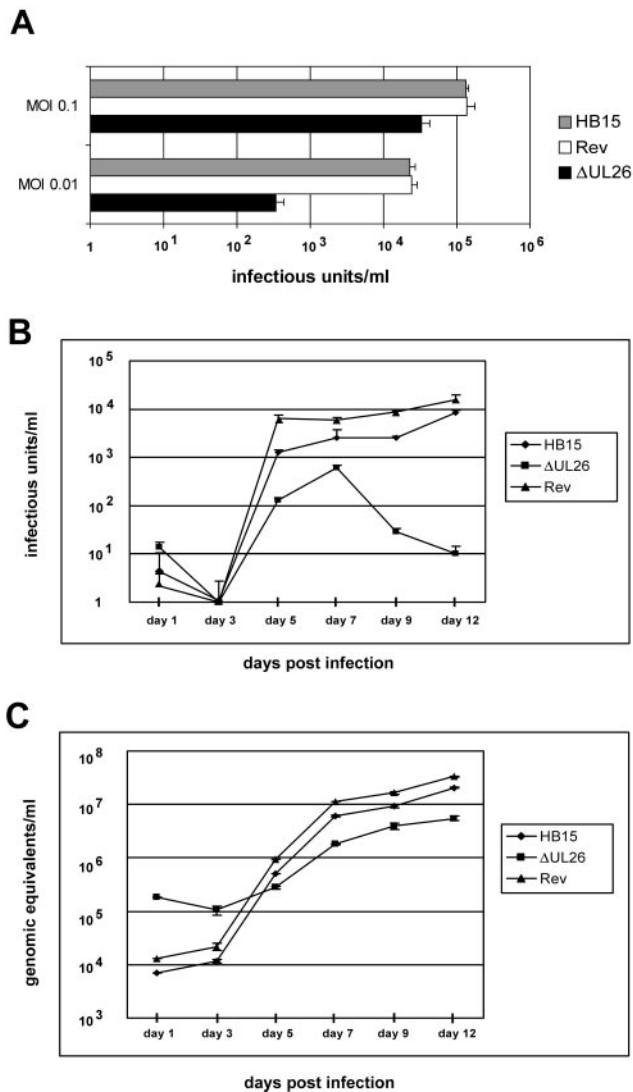 A
MOI 0.1
MOI 0.01
1 10¹ 10² 10³ 10⁴ 10⁵ 10⁶
infectious units/ml
HB15
Rev
ΔUL26
B
infectious units/ml
10⁵
10⁴
10³
10²
10¹
1
day 1 day 3 day 5 day 7 day 9 day 12
days post infection
HB15
ΔUL26
Rev
C
genomic equivalents/ml
10⁸
10⁷
10⁶
10⁵
10⁴
10³
day 1 day 3 day 5 day 7 day 9 day 12
days post infection
HB15
ΔUL26
Rev